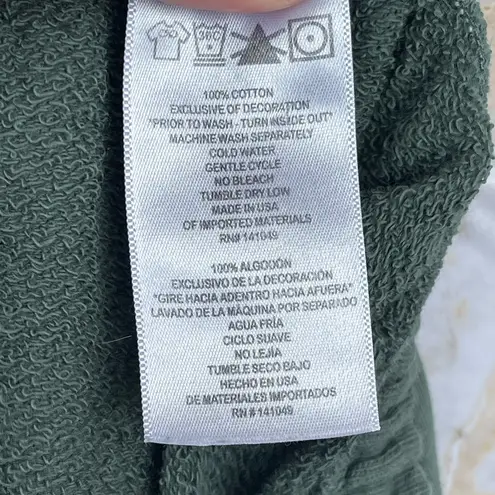 30C
100% COTTON
EXCLUSIVE OF DECORATION
"PRIOR TO WASH - TURN INSIDE OUT"
MACHINE WASH SEPARATELY
COLD WATER
GENTLE CYCLE
NO BLEACH
TUMBLE DRY LOW
MADE IN USA
OF IMPORTED MATERIALS
RN# 141049
100% ALGODÓN
EXCLUSIVO DE LA DECORACIÓN
"GIRE HACIA ADENTRO HACIA AFUERA"
LAVADO DE LA MÁQUINA POR SEPARADO
AGUA FRÍA
CICLO SUAVE
NO LEJÍA
TUMBLE SECO BAJO
HECHO EN USA
DE MATERIALES IMPORTADOS
RN # 141049